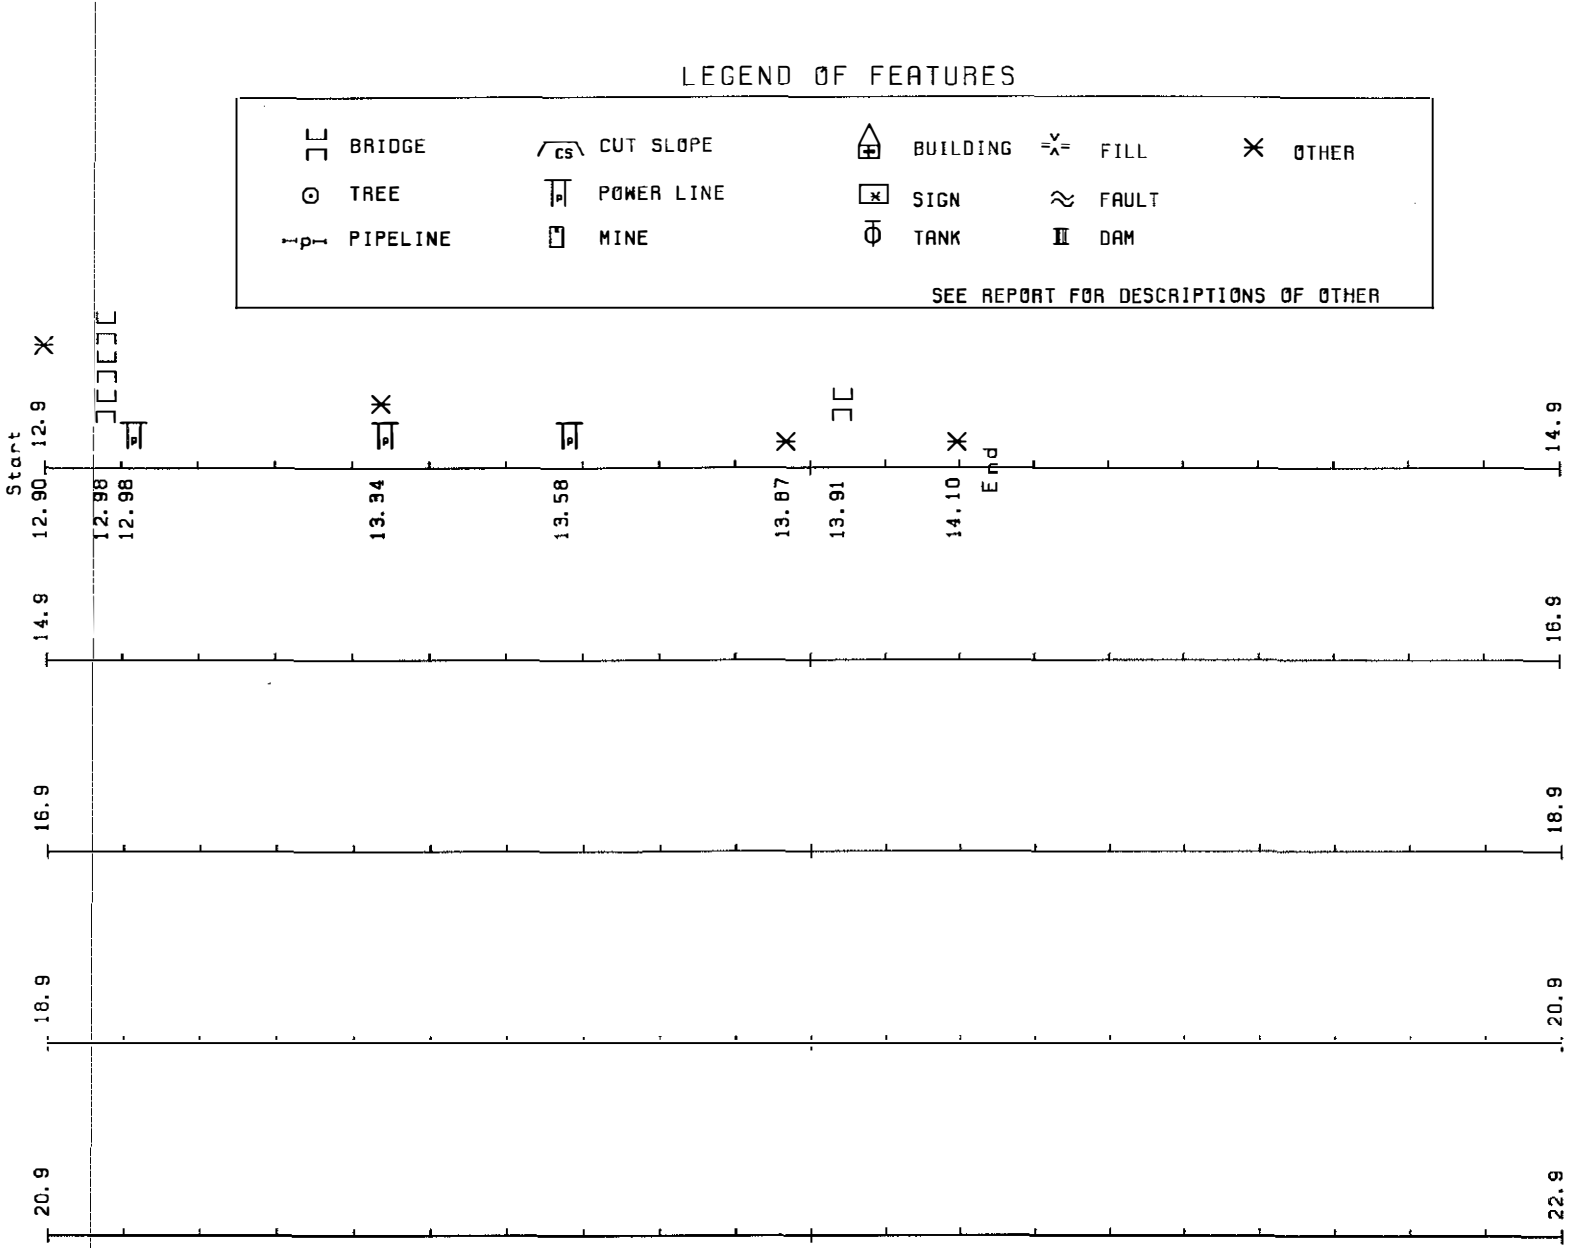 LEGEND OF FEATURES
BRIDGE CS CUT SLOPE BUILDING FILL OTHER
TREE P POWER LINE SIGN FAULT
P PIPELINE MINE TANK DAM
SEE REPORT FOR DESCRIPTIONS OF OTHER
Start 12.9 P P P End 14.9
12.90 12.98 12.98 13.34 13.58 13.87 13.91 14.10
14.9 16.9
16.9 18.9
18.9 20.9
20.9 22.9